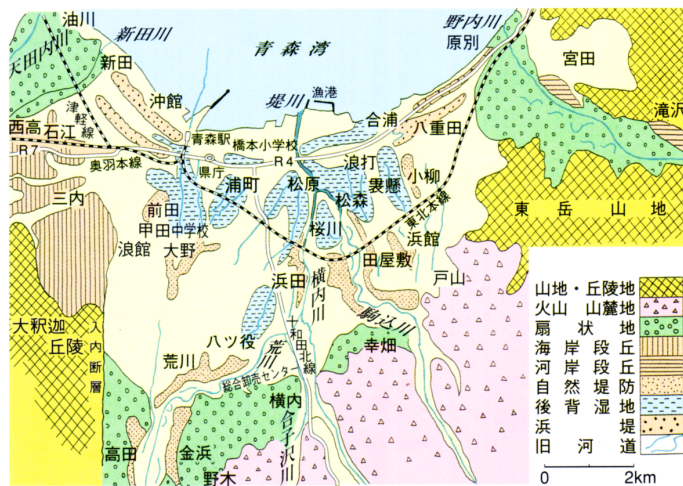 油川
新田川
天田内川
新田
青森湾
野内川
原別
宮田
滝沢
沖館
堤川
漁港
合浦
八重田
津軽線
西高
石江
R7
奥羽本線
青森駅
橋本小学校
R4
県庁
浪打
小柳
三内
浦町
松原
松森
裏懸
東北本線
東岳山地
前田
甲田中学校
桜川
浪館
大野
浜館
田屋敷
戸山
浜田
横内川
駒込川
大釈迦丘陵
入内断層
八ツ役
十和田北線
荒川
幸畑
荒川
総合卸売センター
横内
合子沢川
高田
金浜
野木
山地・丘陵地
火山山麓地
扇状地
海岸段丘
河岸段丘
自然堤防
後背湿地
浜堤
旧河道
0 2km